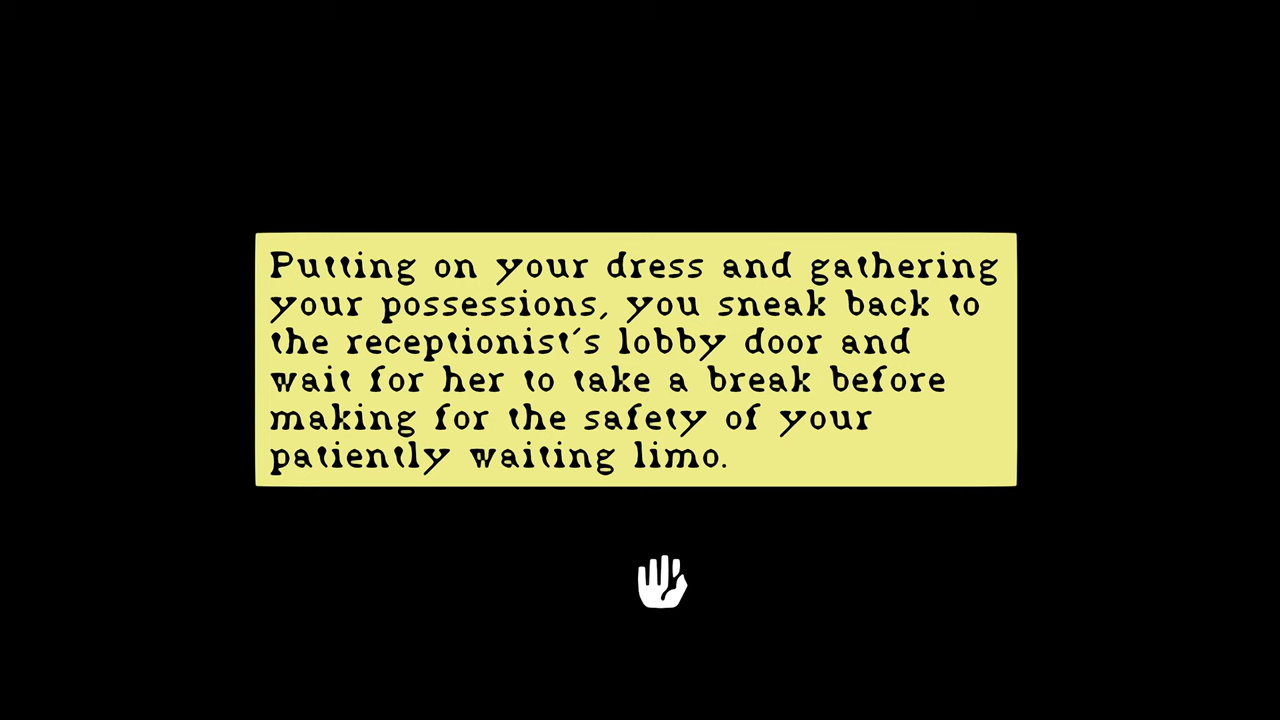 Putting on your dress and gathering
your possessions, you sneak back to
the receptionist's lobby door and
wait for her to take a break before
making for the safety of your
patiently waiting limo.